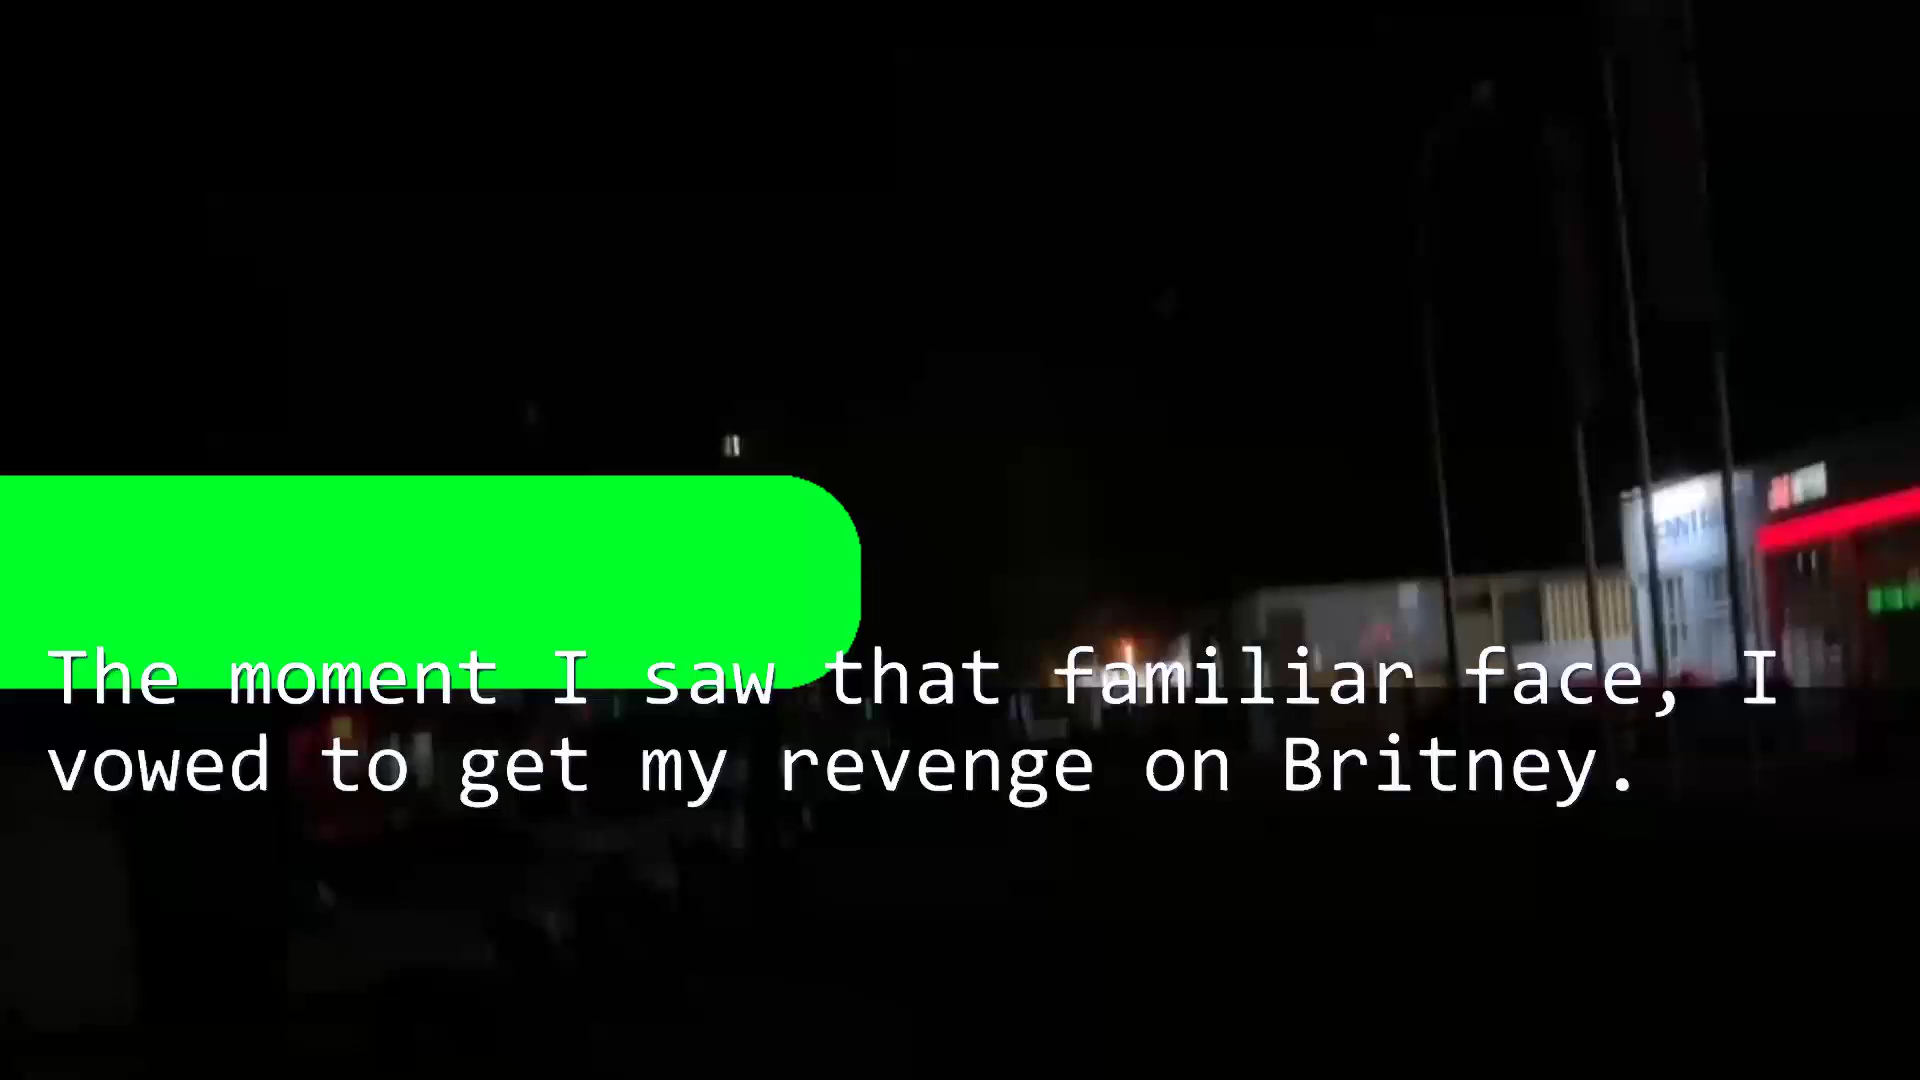 The moment I saw that familiar face, I
vowed to get my revenge on Britney.